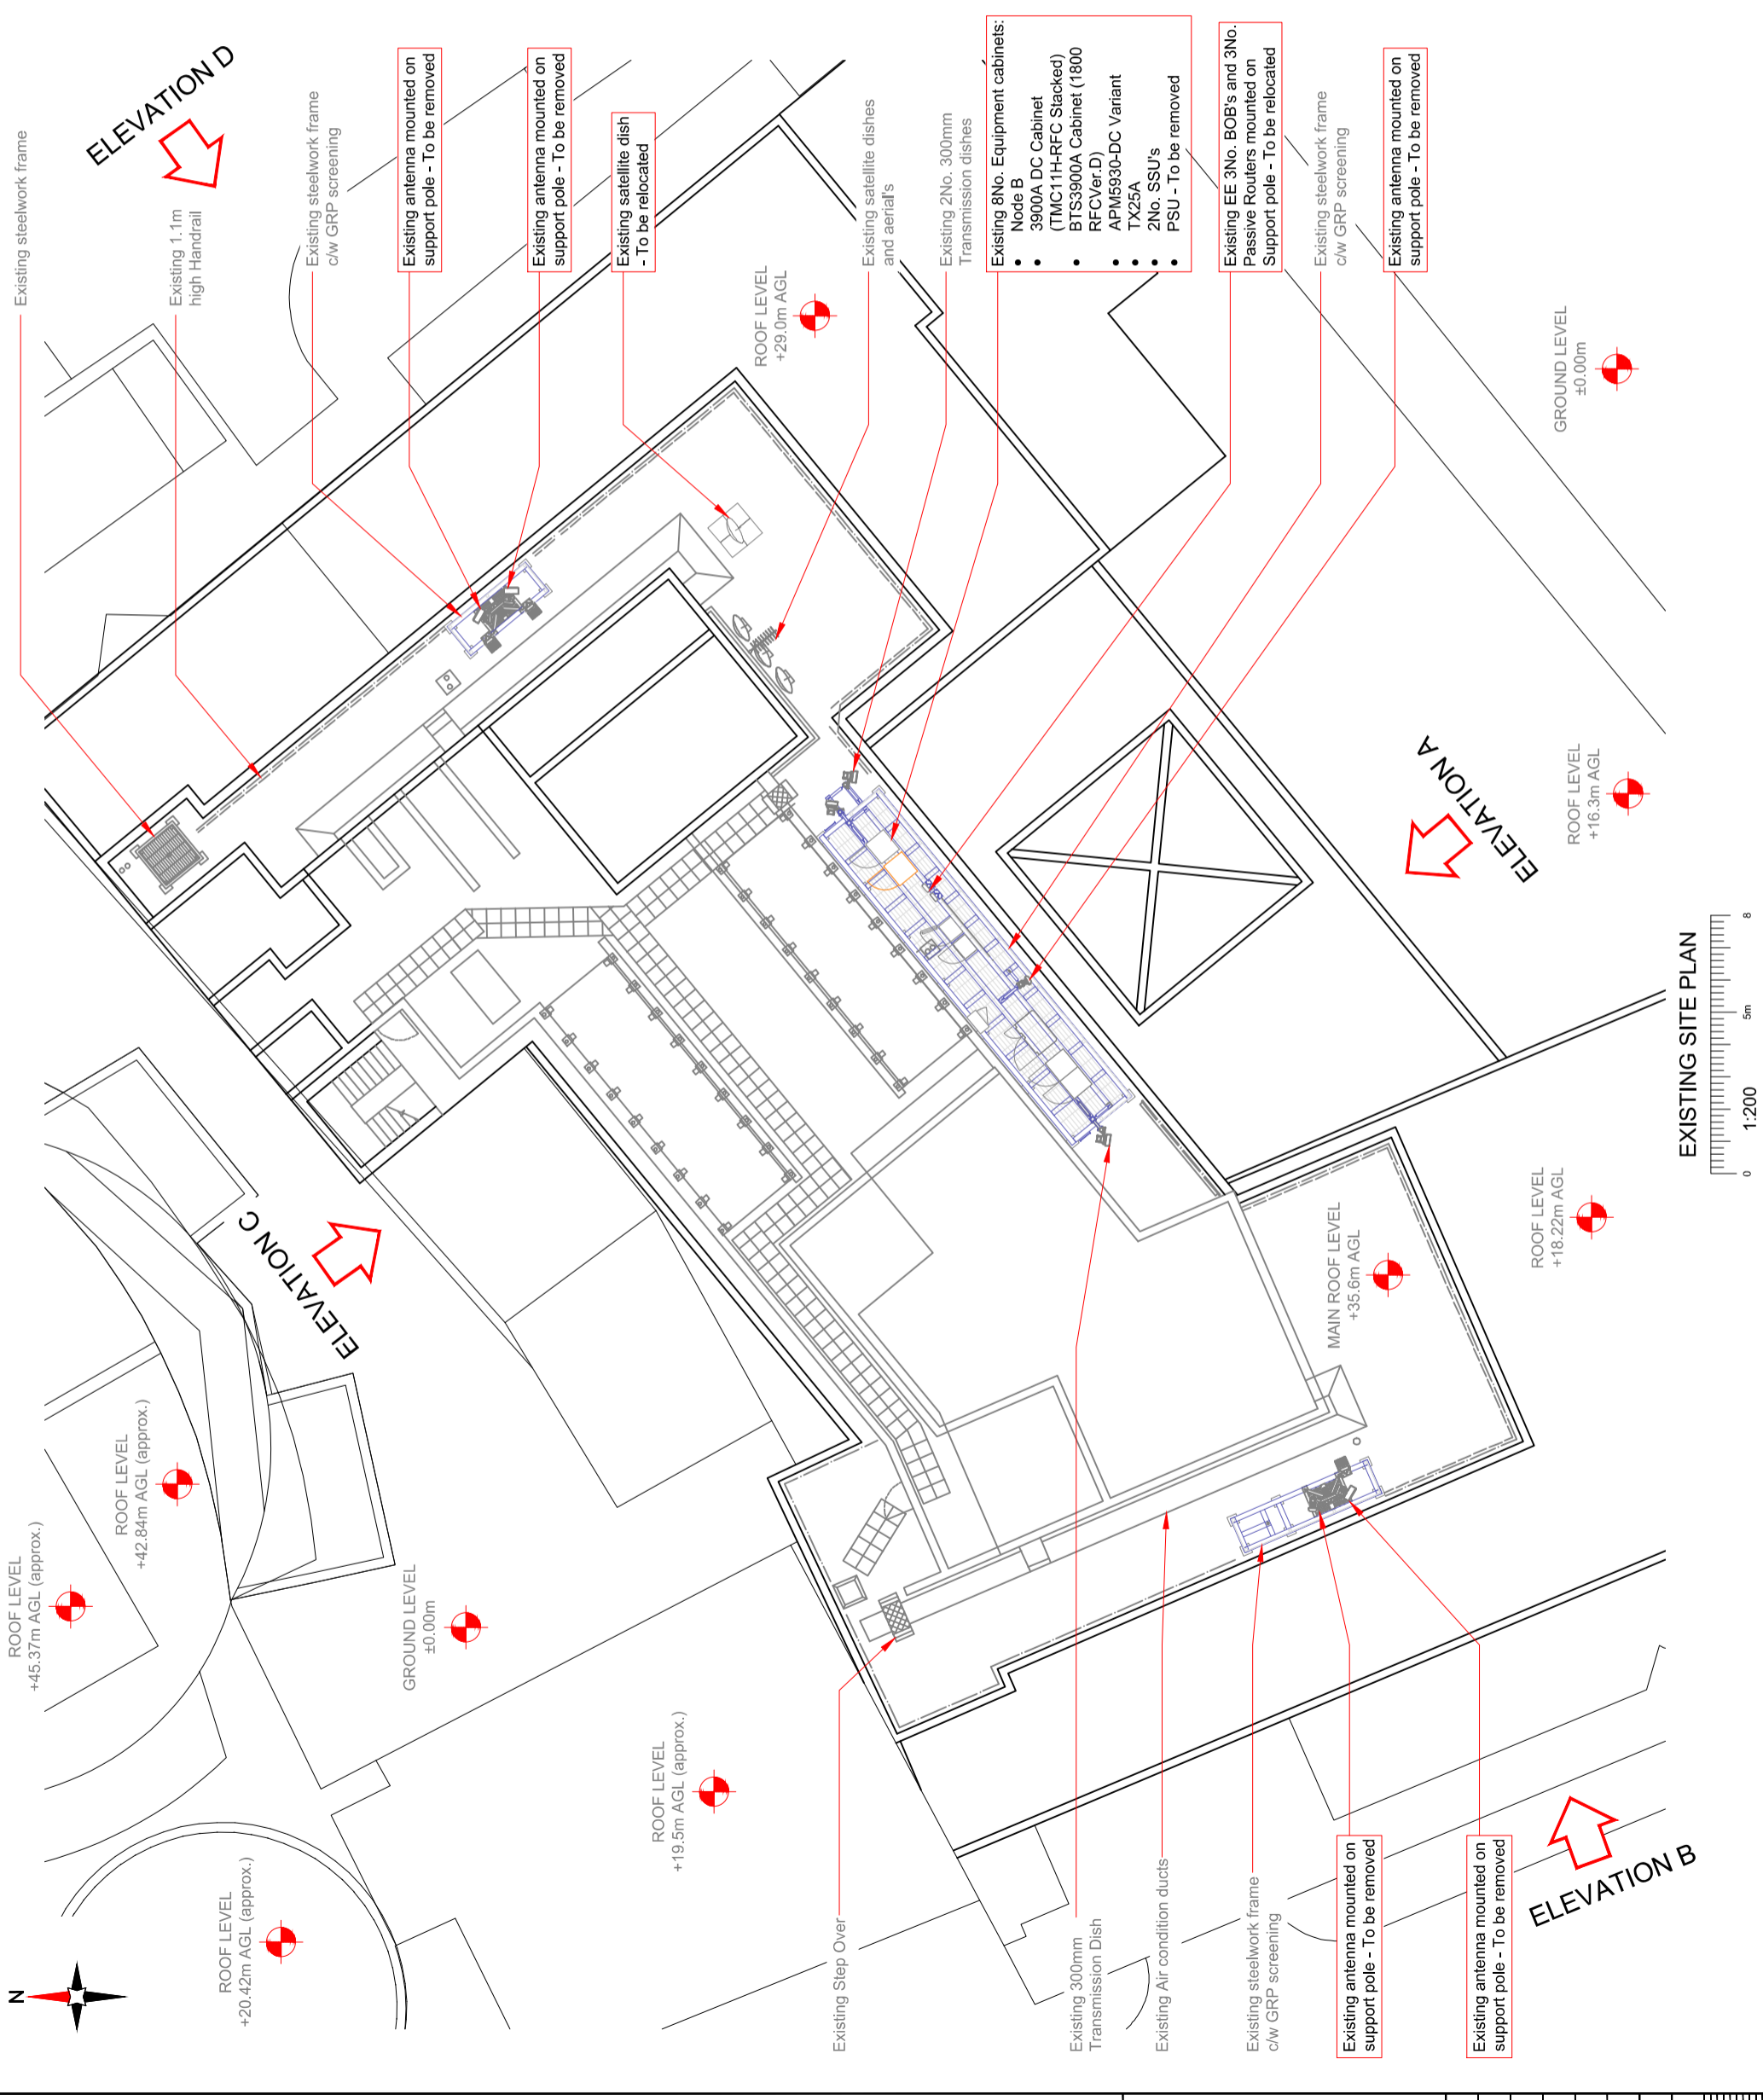 N
ELEVATION D
Existing steelwork frame
Existing 1.1m
high Handrail
Existing steelwork frame
c/w GRP screening
Existing antenna mounted on
support pole - To be removed
Existing antenna mounted on
support pole - To be removed
Existing satellite dish
- To be relocated
Existing satellite dishes
and aerial's
Existing 2No. 300mm
Transmission dishes
Existing 8No. Equipment cabinets:
• Node B
• 3900A DC Cabinet
(TMC11H-RFC Stacked)
• BTS3900A Cabinet (1800
RFCVer.D)
• APM5930-DC Variant
• TX25A
• 2No. SSU's
• PSU - To be removed
Existing EE 3No. BOB's and 3No.
Passive Routers mounted on
Support pole - To be relocated
Existing steelwork frame
c/w GRP screening
Existing antenna mounted on
support pole - To be removed
ROOF LEVEL
+29.0m AGL
GROUND LEVEL
±0.00m
ROOF LEVEL
+16.3m AGL
ELEVATION A
ELEVATION C
ROOF LEVEL
+45.37m AGL (approx.)
ROOF LEVEL
+42.84m AGL (approx.)
GROUND LEVEL
±0.00m
ROOF LEVEL
+20.42m AGL (approx.)
ROOF LEVEL
+19.5m AGL (approx.)
MAIN ROOF LEVEL
+35.6m AGL
ROOF LEVEL
+18.22m AGL
Existing Step Over
Existing 300mm
Transmission Dish
Existing Air condition ducts
Existing steelwork frame
c/w GRP screening
Existing antenna mounted on
support pole - To be removed
Existing antenna mounted on
support pole - To be removed
ELEVATION B
EXISTING SITE PLAN
0 5m 8
1:200